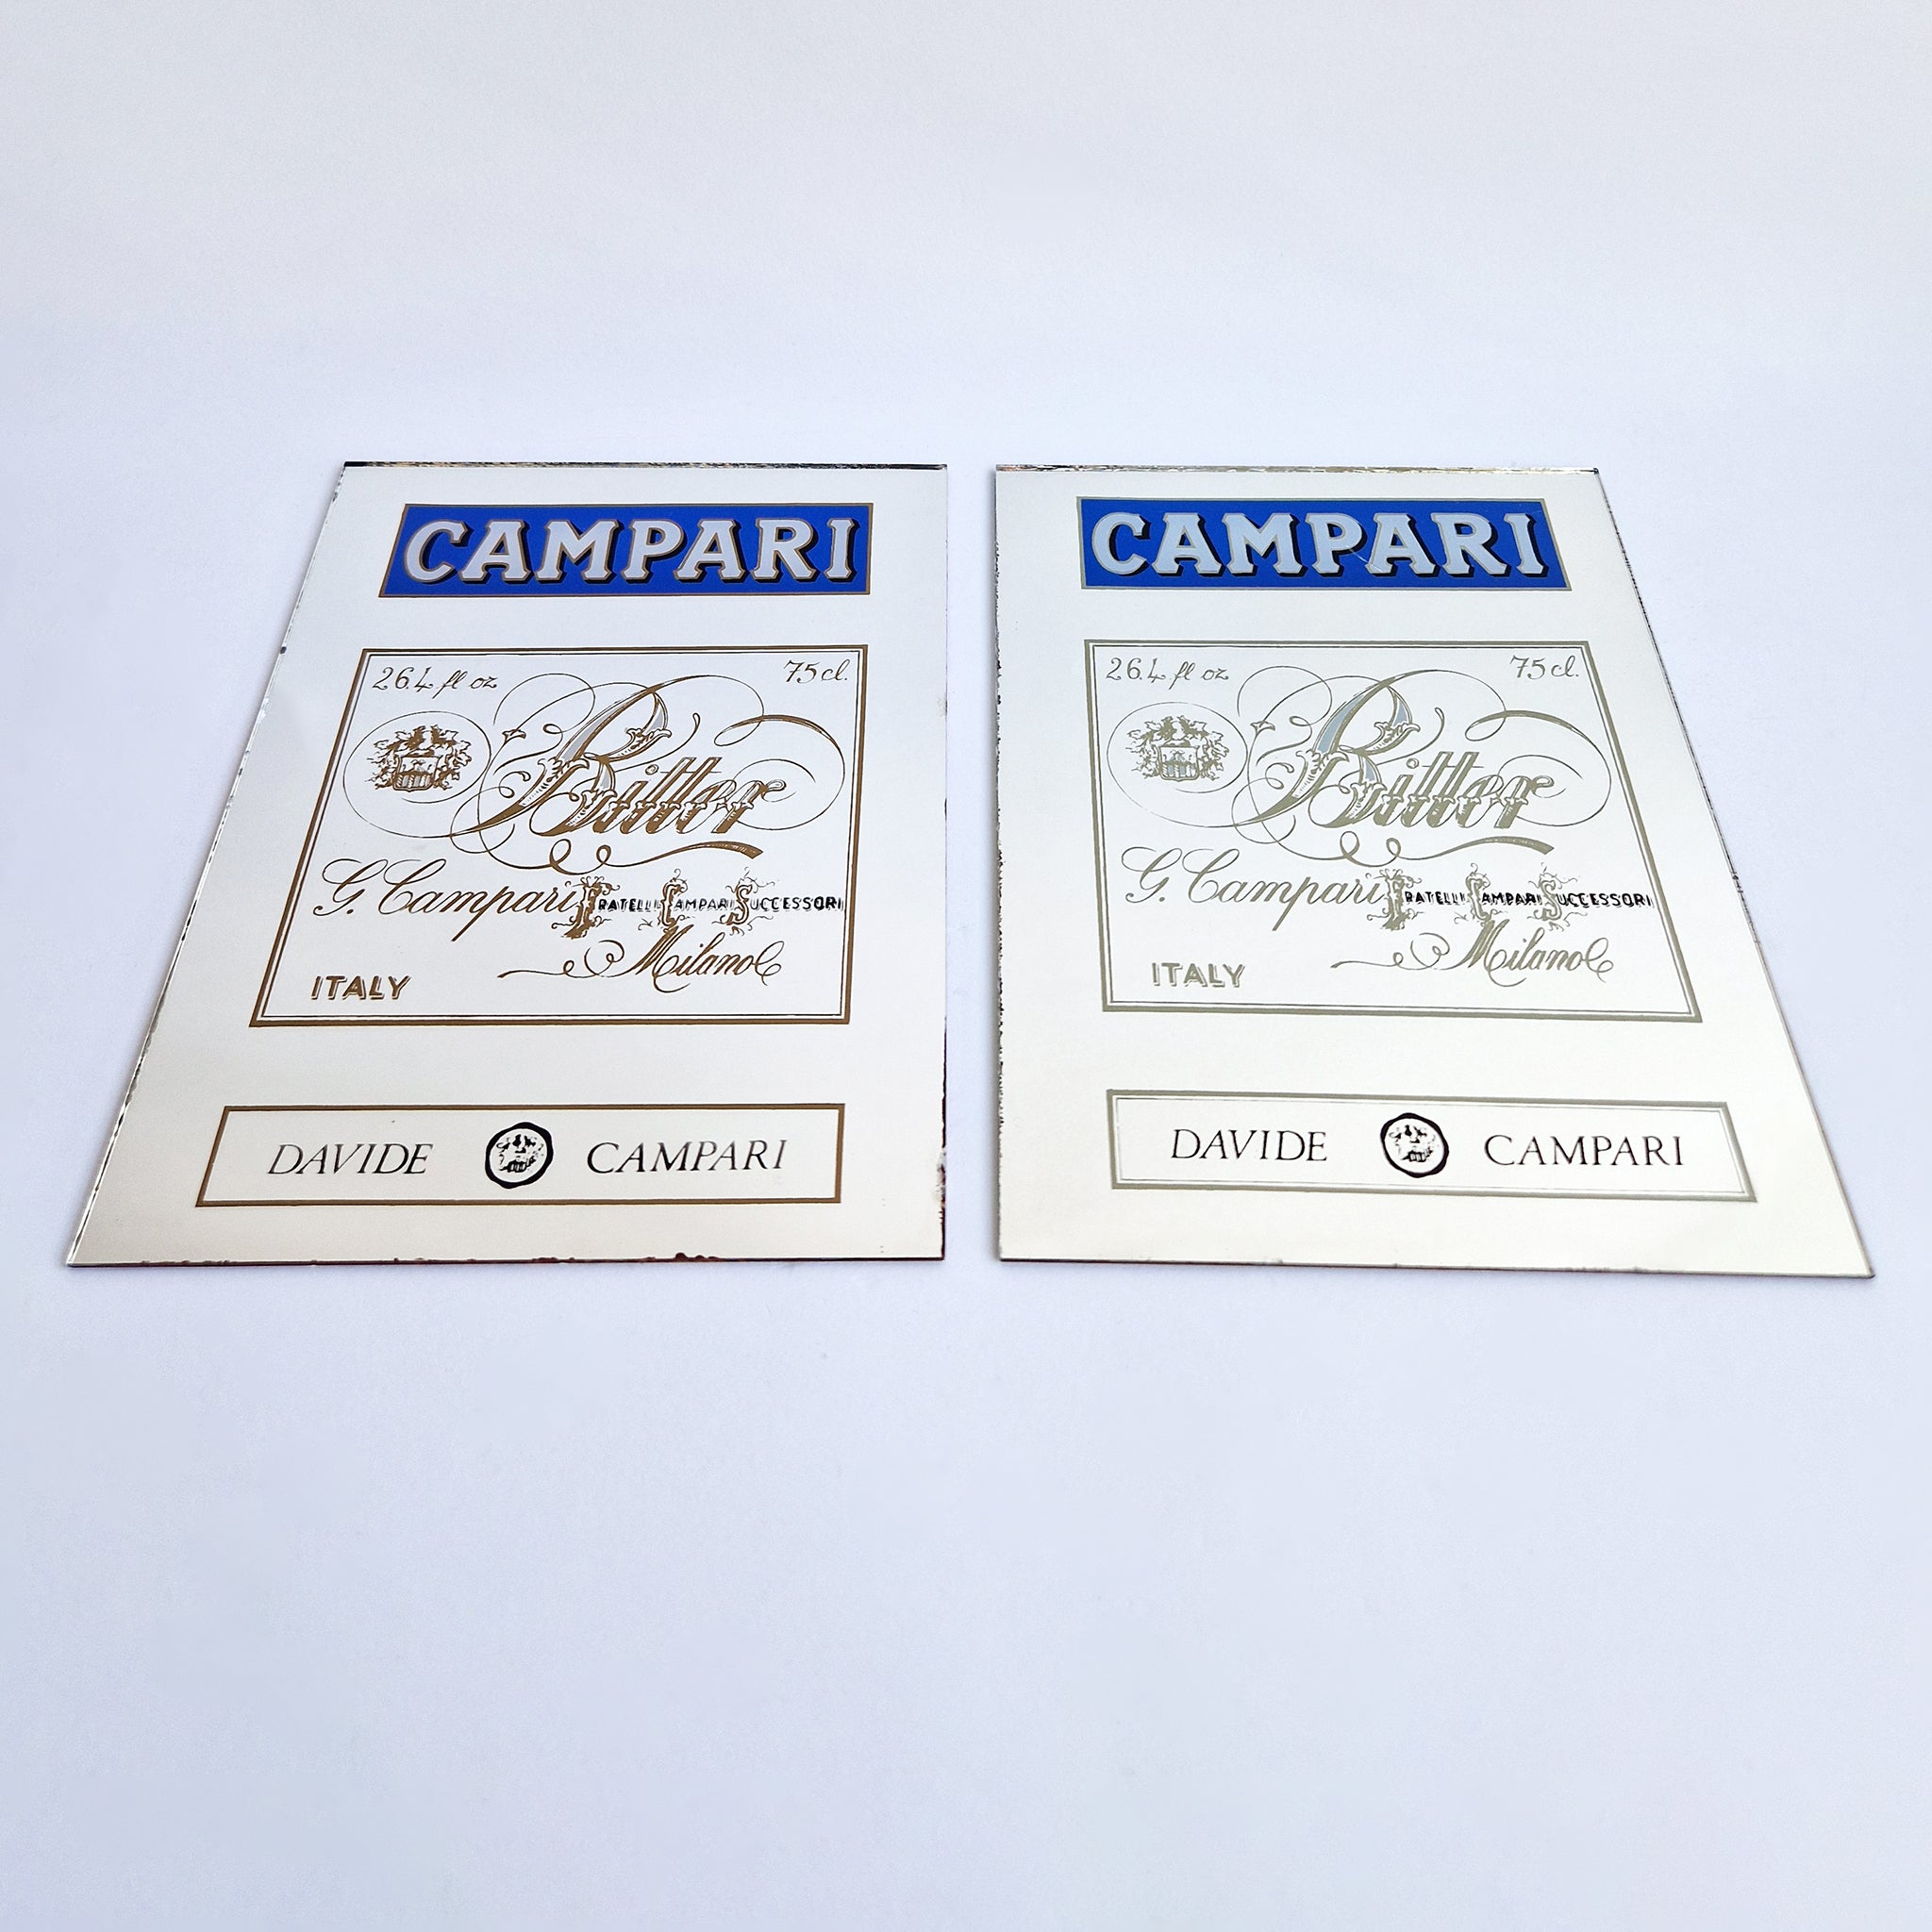 CAMPARI
26.4 fl oz 75 cl.
Bitter
G. Campari FRATELLI CAMPARI SUCCESSORI
Milano
ITALY
DAVIDE CAMPARI
CAMPARI
26.4 fl oz 75 cl.
Bitter
G. Campari FRATELLI CAMPARI SUCCESSORI
Milano
ITALY
DAVIDE CAMPARI